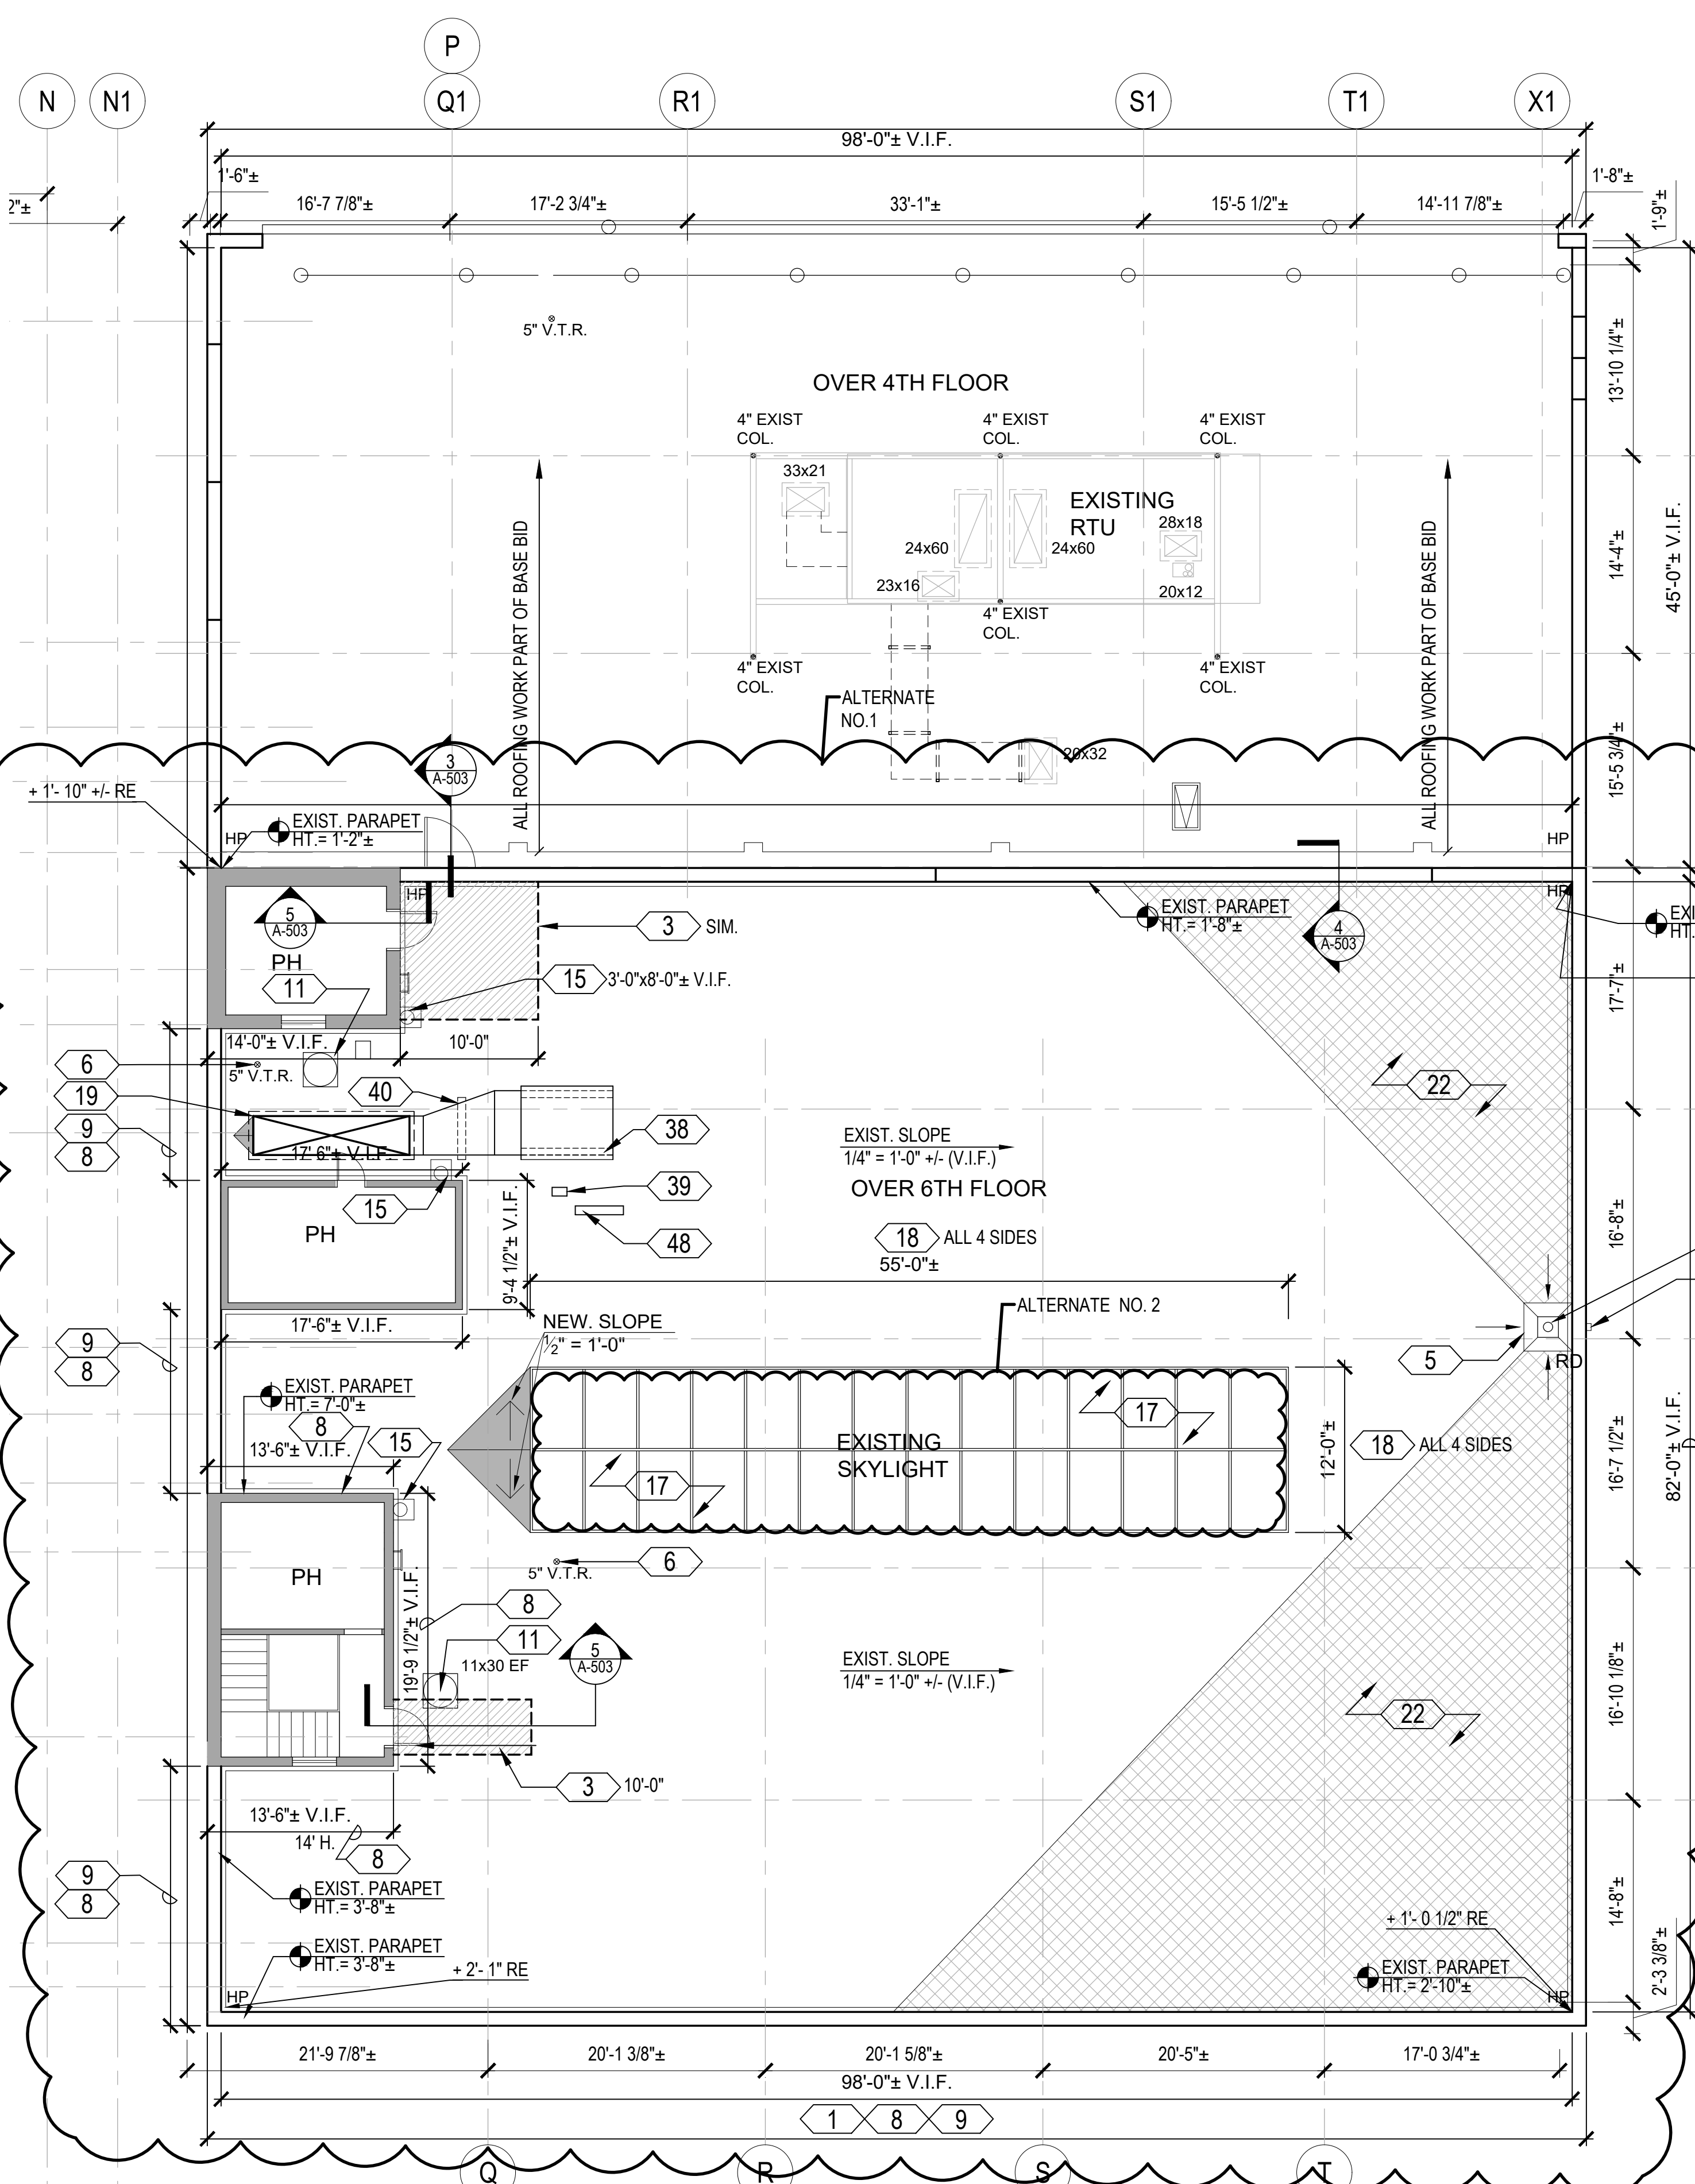 P
N
N1
Q1
R1
S1
T1
X1
98'-0"± V.I.F.
1'-6"±
1'-8"±
2"±
16'-7 7/8"±
17'-2 3/4"±
33'-1"±
15'-5 1/2"±
14'-11 7/8"±
1'-9"±
5" V.T.R.
13'-10 1/4"±
OVER 4TH FLOOR
4" EXIST
COL.
4" EXIST
COL.
4" EXIST
COL.
33x21
EXISTING
RTU
28x18
24x60
24x60
23x16
20x12
4" EXIST
COL.
14'-4"±
45'-0"± V.I.F.
ALL ROOFING WORK PART OF BASE BID
ALL ROOFING WORK PART OF BASE BID
4" EXIST
COL.
4" EXIST
COL.
ALTERNATE
NO.1
20x32
15'-5 3/4"±
3
A-503
+ 1'- 10" +/- RE
EXIST. PARAPET
HT.= 1'-2"±
HP
HP
HP
HP
5
A-503
PH
3
SIM.
EXIST. PARAPET
HT.= 1'-8"±
4
A-503
EXI
HT.
11
15
3'-0"x8'-0"± V.I.F.
17'-7"±
14'-0"± V.I.F.
10'-0"
6
5" V.T.R.
19
40
22
9
8
38
EXIST. SLOPE
1/4" = 1'-0" +/- (V.I.F.)
17'-6"± V.I.F.
39
OVER 6TH FLOOR
15
16'-8"±
PH
9'-4 1/2"± V.I.F.
48
18
ALL 4 SIDES
55'-0"±
ALTERNATE NO. 2
17'-6"± V.I.F.
NEW. SLOPE
½" = 1'-0"
9
8
5
RD
EXIST. PARAPET
HT.= 7'-0"±
8
17
13'-6"± V.I.F.
15
EXISTING
SKYLIGHT
12'-0"±
18
ALL 4 SIDES
16'-7 1/2"±
82'-0"± V.I.F.
17
6
5" V.T.R.
PH
8
19'-9 1/2"± V.I.F.
11
11x30 EF
5
A-503
EXIST. SLOPE
1/4" = 1'-0" +/- (V.I.F.)
16'-10 1/8"±
22
3
10'-0"
13'-6"± V.I.F.
14' H.
8
9
8
EXIST. PARAPET
HT.= 3'-8"±
14'-8"±
+ 1'- 0 1/2" RE
EXIST. PARAPET
HT.= 3'-8"±
+ 2'- 1" RE
EXIST. PARAPET
HT.= 2'-10"±
2'-3 3/8"±
HP
HP
21'-9 7/8"±
20'-1 3/8"±
20'-1 5/8"±
20'-5"±
17'-0 3/4"±
98'-0"± V.I.F.
1
8
9
Q
R
S
T